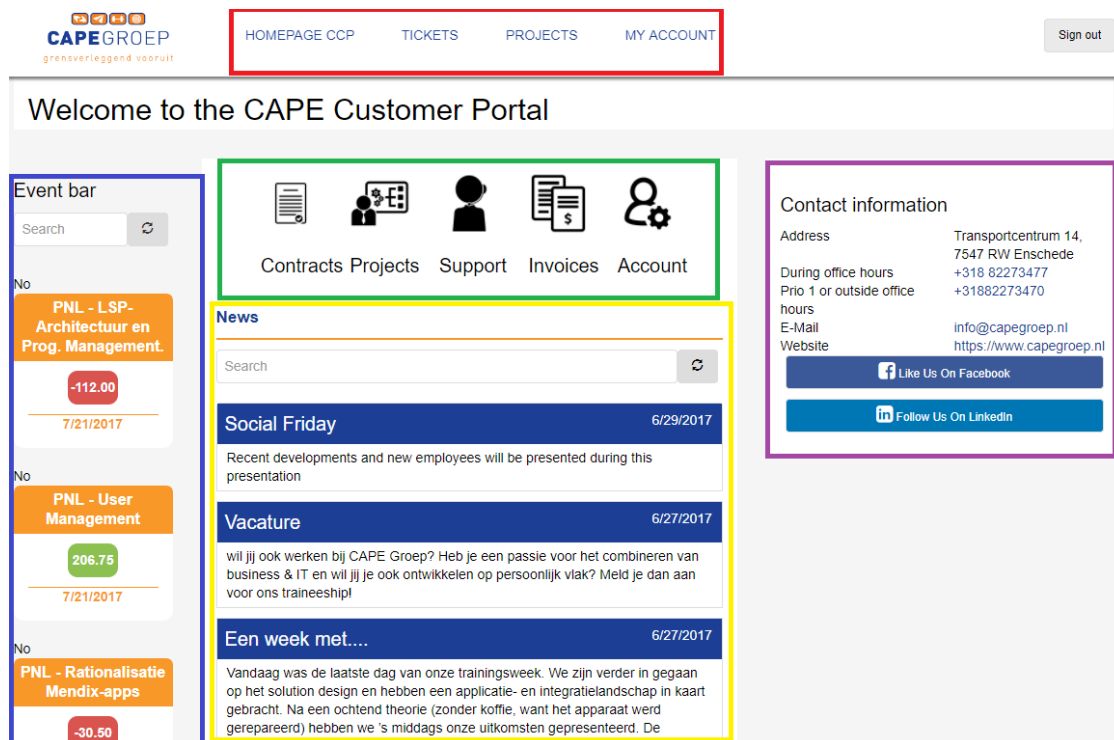 CAPEGROEP
grensverleggend vooruit
HOMEPAGE CCP TICKETS PROJECTS MY ACCOUNT
Sign out
Welcome to the CAPE Customer Portal
Event bar
Search
No
PNL - LSP-
Architectuur en
Prog. Management.
-112.00
7/21/2017
No
PNL - User
Management
206.75
7/21/2017
No
PNL - Rationalisatie
Mendix-apps
-30.50
Contracts Projects Support Invoices Account
News
Search
Social Friday 6/29/2017
Recent developments and new employees will be presented during this
presentation
Vacature 6/27/2017
wil jij ook werken bij CAPE Groep? Heb je een passie voor het combineren van
business & IT en wil jij je ook ontwikkelen op persoonlijk vlak? Meld je dan aan
voor ons traineeship!
Een week met.... 6/27/2017
Vandaag was de laatste dag van onze trainingsweek. We zijn verder in gegaan
op het solution design en hebben een applicatie- en integratielandschap in kaart
gebracht. Na een ochtend theorie (zonder koffie, want het apparaat werd
gerepareerd) hebben we 's middags onze uitkomsten gepresenteerd. De
Contact information
Address Transportcentrum 14,
7547 RW Enschede
During office hours +318 82273477
Prio 1 or outside office +31882273470
hours
E-Mail info@capegroep.nl
Website https://www.capegroep.nl
Like Us On Facebook
Follow Us On LinkedIn